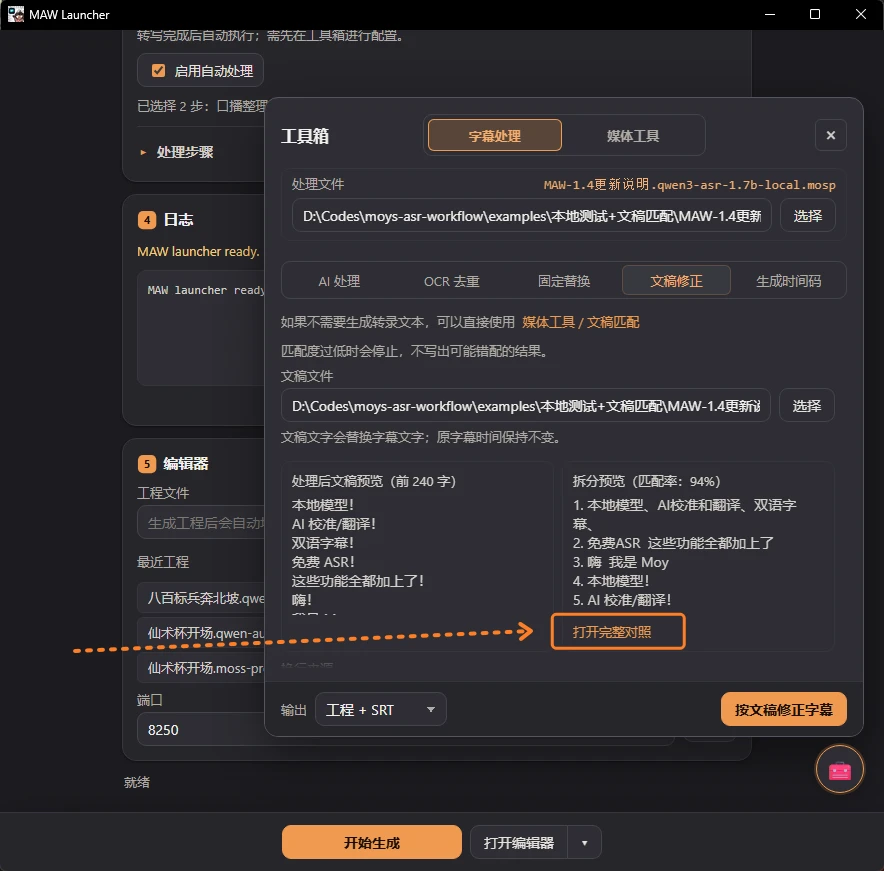 MAW Launcher
转写完成后自动执行；需先在工具箱进行配置。
启用自动处理
已选择 2 步：口播整理
处理步骤
4 日志
MAW launcher ready.
MAW launcher ready
5 编辑器
工程文件
生成工程后会自动
最近工程
八百标兵奔北坡.qwe
仙术杯开场.qwen-au
仙术杯开场.moss-pr
端口
8250
就绪
开始生成
打开编辑器
工具箱
字幕处理
媒体工具
处理文件
MAW-1.4更新说明.qwen3-asr-1.7b-local.mosp
D:\Codes\moys-asr-workflow\examples\本地测试+文稿匹配\MAW-1.4更新
选择
AI 处理
OCR 去重
固定替换
文稿修正
生成时间码
如果不需要生成转录文本，可以直接使用 媒体工具 / 文稿匹配
匹配度过低时会停止，不写出可能错配的结果。
文稿文件
D:\Codes\moys-asr-workflow\examples\本地测试+文稿匹配\MAW-1.4更新
选择
文稿文字会替换字幕文字；原字幕时间保持不变。
处理后文稿预览（前 240 字）
本地模型！
AI 校准/翻译！
双语字幕！
免费 ASR！
这些功能全都加上了！
嗨！
拆分预览（匹配率：94%）
1. 本地模型、AI校准和翻译、双语字
幕、
2. 免费ASR 这些功能全都加上了
3. 嗨 我是 Moy
4. 本地模型！
5. AI 校准/翻译！
打开完整对照
输出
工程 + SRT
按文稿修正字幕